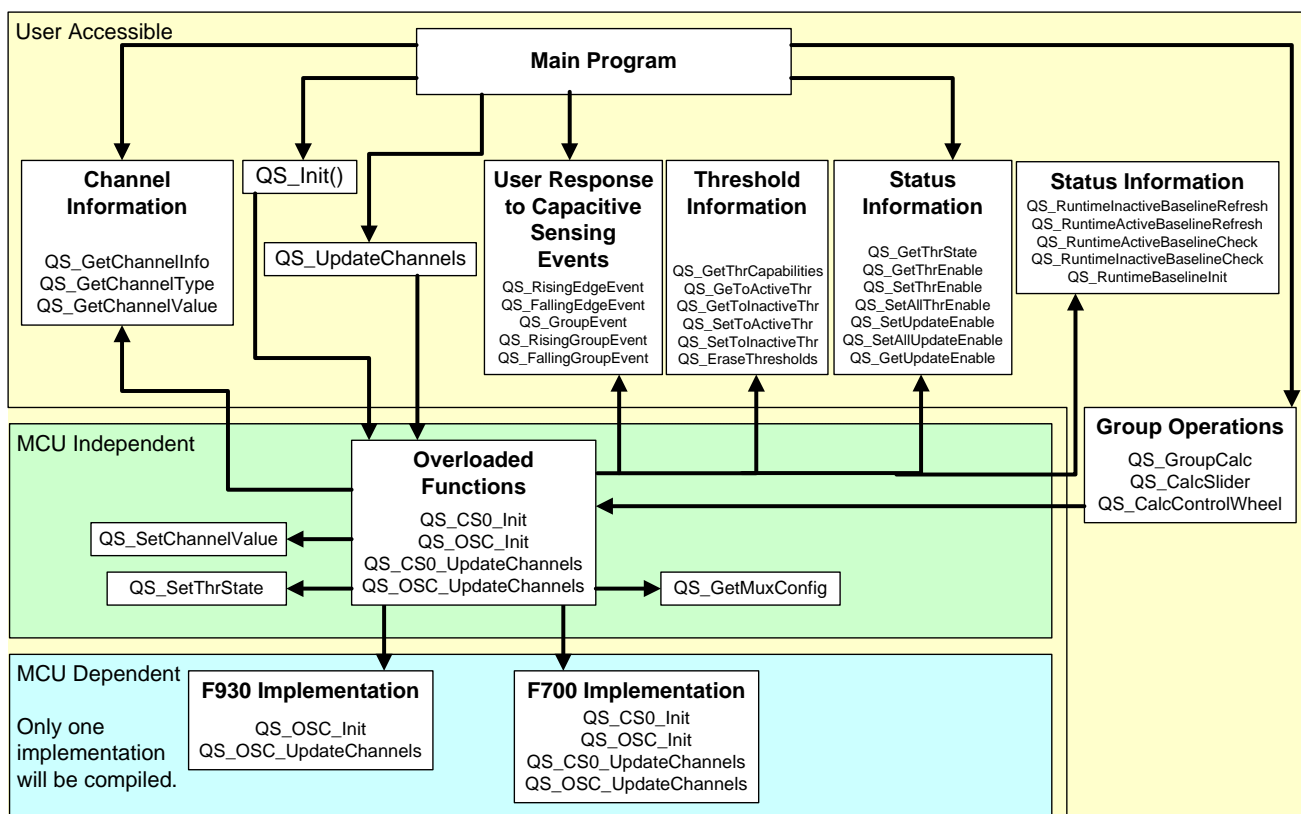 User Accessible
Main Program
Channel
Information
QS_GetChannelInfo
QS_GetChannelType
QS_GetChannelValue
QS_Init()
QS_UpdateChannels
User Response
to Capacitive
Sensing
Events
QS_RisingEdgeEvent
QS_FallingEdgeEvent
QS_GroupEvent
QS_RisingGroupEvent
QS_FallingGroupEvent
Threshold
Information
QS_GetThrCapabilities
QS_GeToActiveThr
QS_GetToInactiveThr
QS_SetToActiveThr
QS_SetToInactiveThr
QS_EraseThresholds
Status
Information
QS_GetThrState
QS_GetThrEnable
QS_SetThrEnable
QS_SetAllThrEnable
QS_SetUpdateEnable
QS_SetAllUpdateEnable
QS_GetUpdateEnable
Status Information
QS_RuntimeInactiveBaselineRefresh
QS_RuntimeActiveBaselineRefresh
QS_RuntimeActiveBaselineCheck
QS_RuntimeInactiveBaselineCheck
QS_RuntimeBaselineInit
Group Operations
QS_GroupCalc
QS_CalcSlider
QS_CalcControlWheel
MCU Independent
Overloaded
Functions
QS_CS0_Init
QS_OSC_Init
QS_CS0_UpdateChannels
QS_OSC_UpdateChannels
QS_SetChannelValue
QS_SetThrState
QS_GetMuxConfig
MCU Dependent
Only one
implementation
will be compiled.
F930 Implementation
QS_OSC_Init
QS_OSC_UpdateChannels
F700 Implementation
QS_CS0_Init
QS_OSC_Init
QS_CS0_UpdateChannels
QS_OSC_UpdateChannels